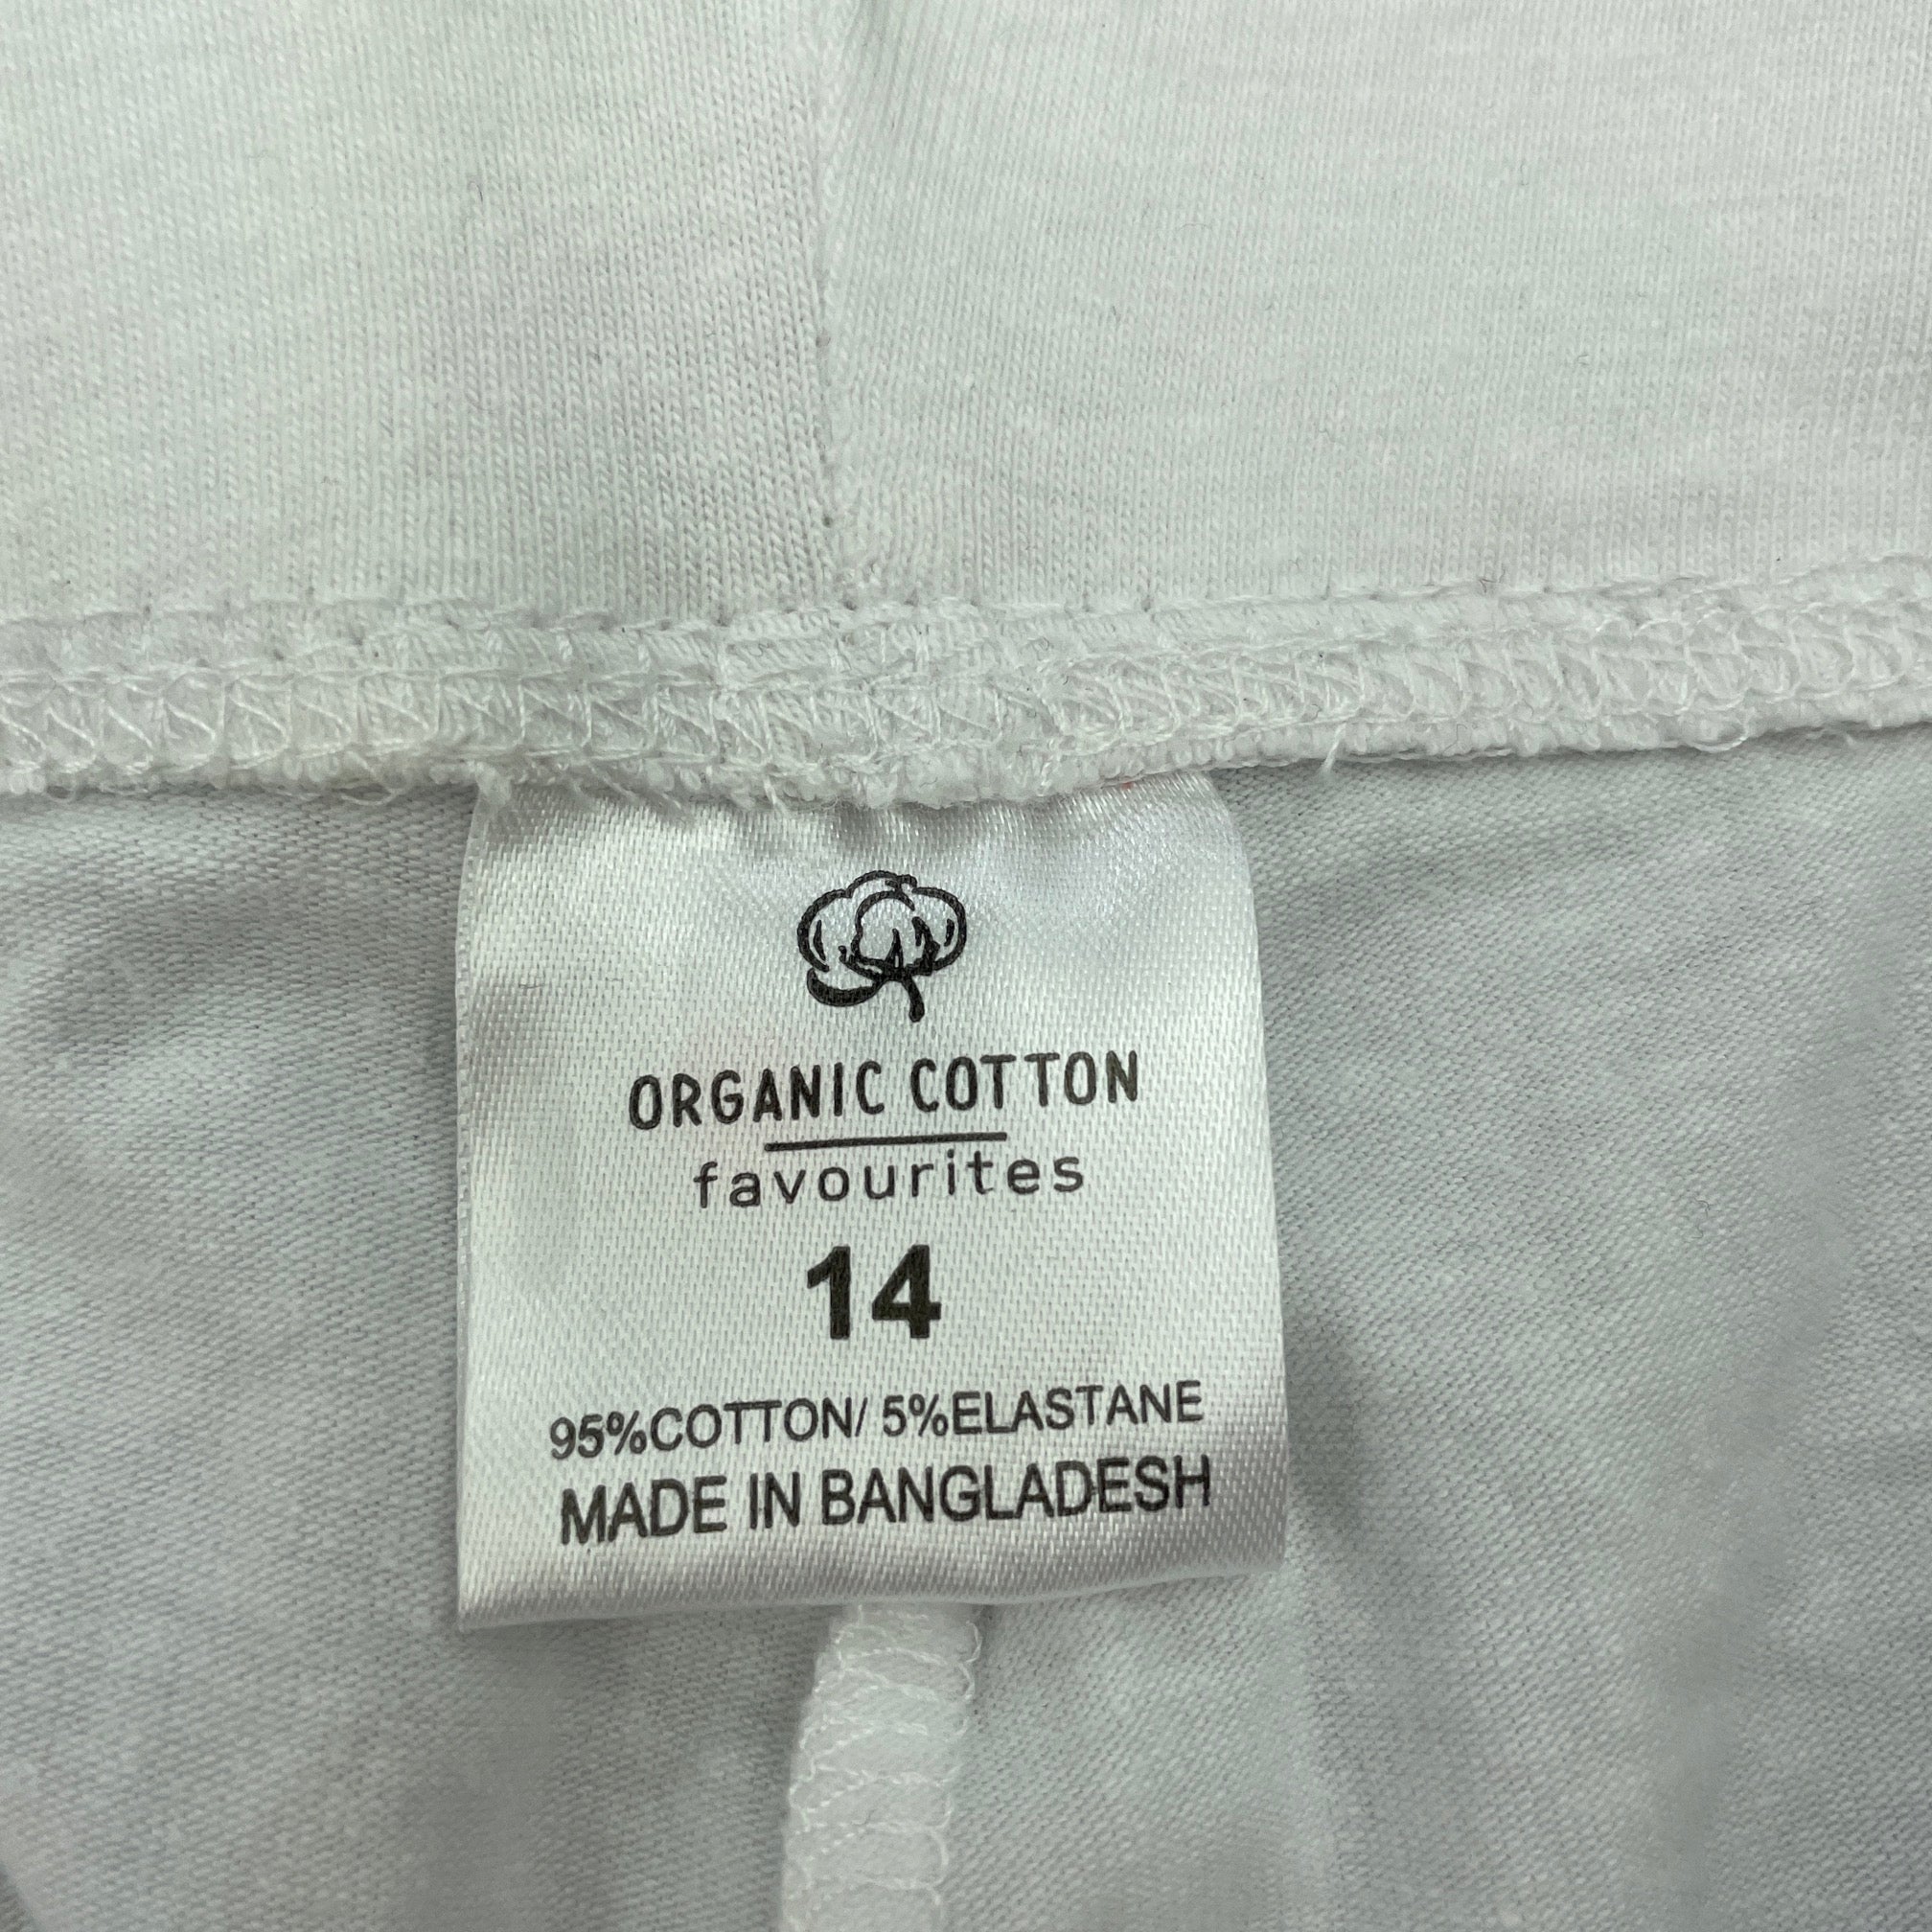 ORGANIC COTTON
favourites
14
95%COTTON/ 5%ELASTANE
MADE IN BANGLADESH